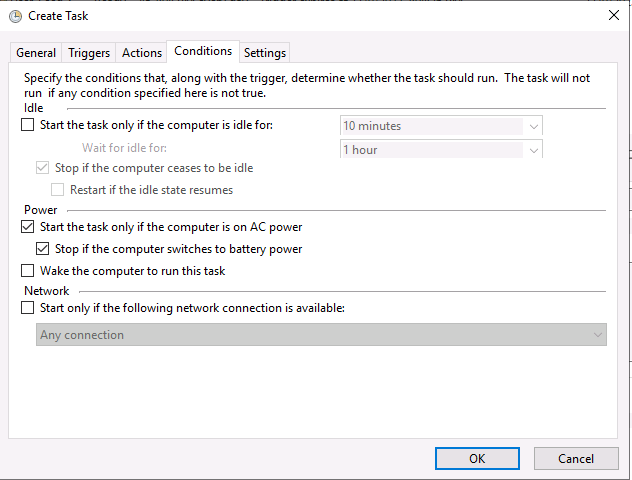 Create Task
General Triggers Actions Conditions Settings
Specify the conditions that, along with the trigger, determine whether the task should run. The task will not
run if any condition specified here is not true.
Idle
Start the task only if the computer is idle for: 10 minutes
Wait for idle for: 1 hour
Stop if the computer ceases to be idle
Restart if the idle state resumes
Power
Start the task only if the computer is on AC power
Stop if the computer switches to battery power
Wake the computer to run this task
Network
Start only if the following network connection is available:
Any connection
OK Cancel